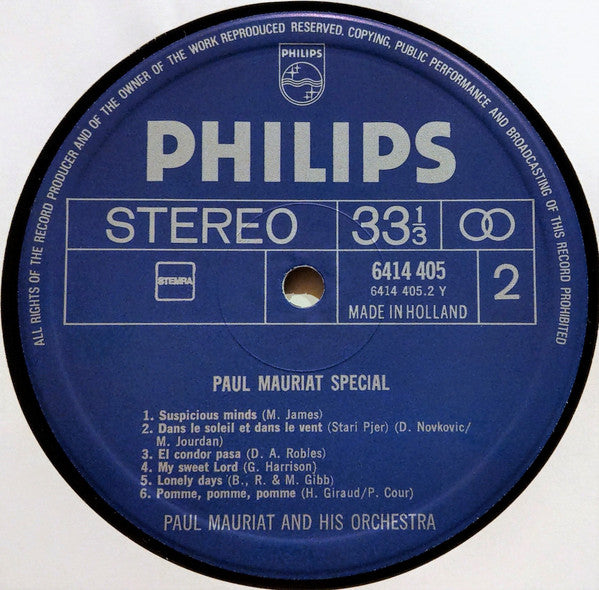 ALL RIGHTS OF THE RECORD PRODUCER AND OF THE OWNER OF THE WORK REPRODUCED RESERVED. COPYING, PUBLIC PERFORMANCE AND BROADCASTING OF THIS RECORD PROHIBITED
PHILIPS
PHILIPS
STEREO 33⅓
STEMRA
6414 405
6414 405.2 Y
MADE IN HOLLAND
2
PAUL MAURIAT SPECIAL
1. Suspicious minds (M. James)
2. Dans le soleil et dans le vent (Stari Pjer) (D. Novkovic/
M. Jourdan)
3. El condor pasa (D. A. Robles)
4. My sweet Lord (G. Harrison)
5. Lonely days (B., R. & M. Gibb)
6. Pomme, pomme, pomme (H. Giraud/P. Cour)
PAUL MAURIAT AND HIS ORCHESTRA